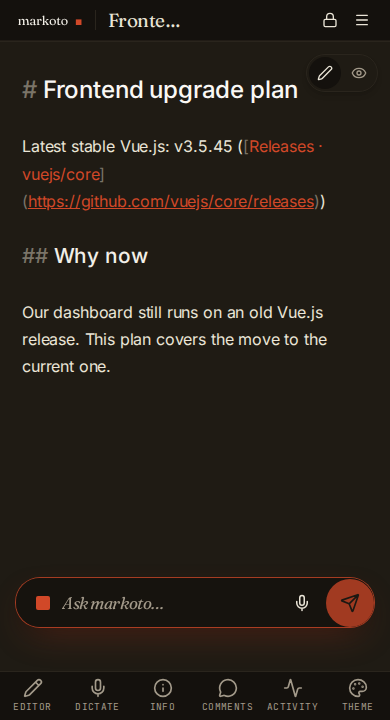 markoto
Fronte...
# Frontend upgrade plan
Latest stable Vue.js: v3.5.45 ([Releases ·
vuejs/core]
(https://github.com/vuejs/core/releases))
## Why now
Our dashboard still runs on an old Vue.js
release. This plan covers the move to the
current one.
Ask markoto...
EDITOR DICTATE INFO COMMENTS ACTIVITY THEME